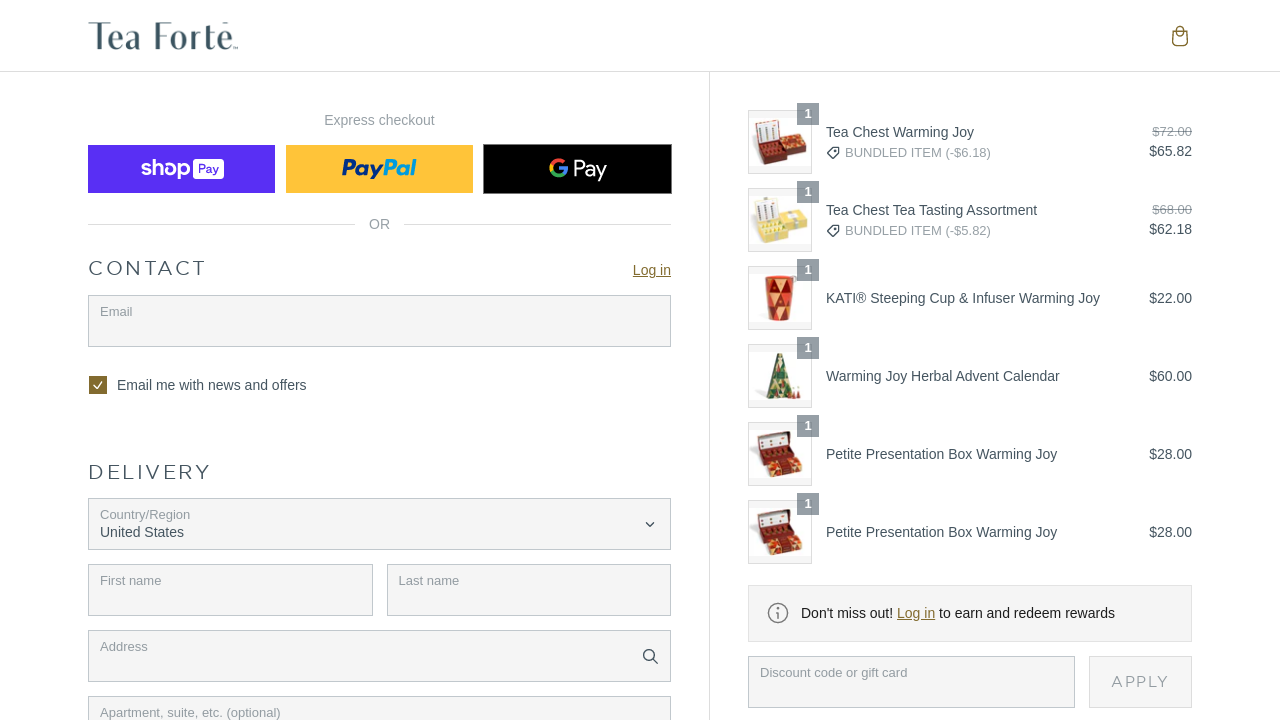 Tea Forté
Express checkout
shop Pay
PayPal
G Pay
OR
CONTACT
Log in
Email
Email me with news and offers
DELIVERY
Country/Region
United States
First name
Last name
Address
Apartment, suite, etc. (optional)
1
Tea Chest Warming Joy
$72.00
BUNDLED ITEM (-$6.18)
$65.82
1
Tea Chest Tea Tasting Assortment
$68.00
BUNDLED ITEM (-$5.82)
$62.18
1
KATI® Steeping Cup & Infuser Warming Joy
$22.00
1
Warming Joy Herbal Advent Calendar
$60.00
1
Petite Presentation Box Warming Joy
$28.00
1
Petite Presentation Box Warming Joy
$28.00
Don't miss out! Log in to earn and redeem rewards
Discount code or gift card
APPLY